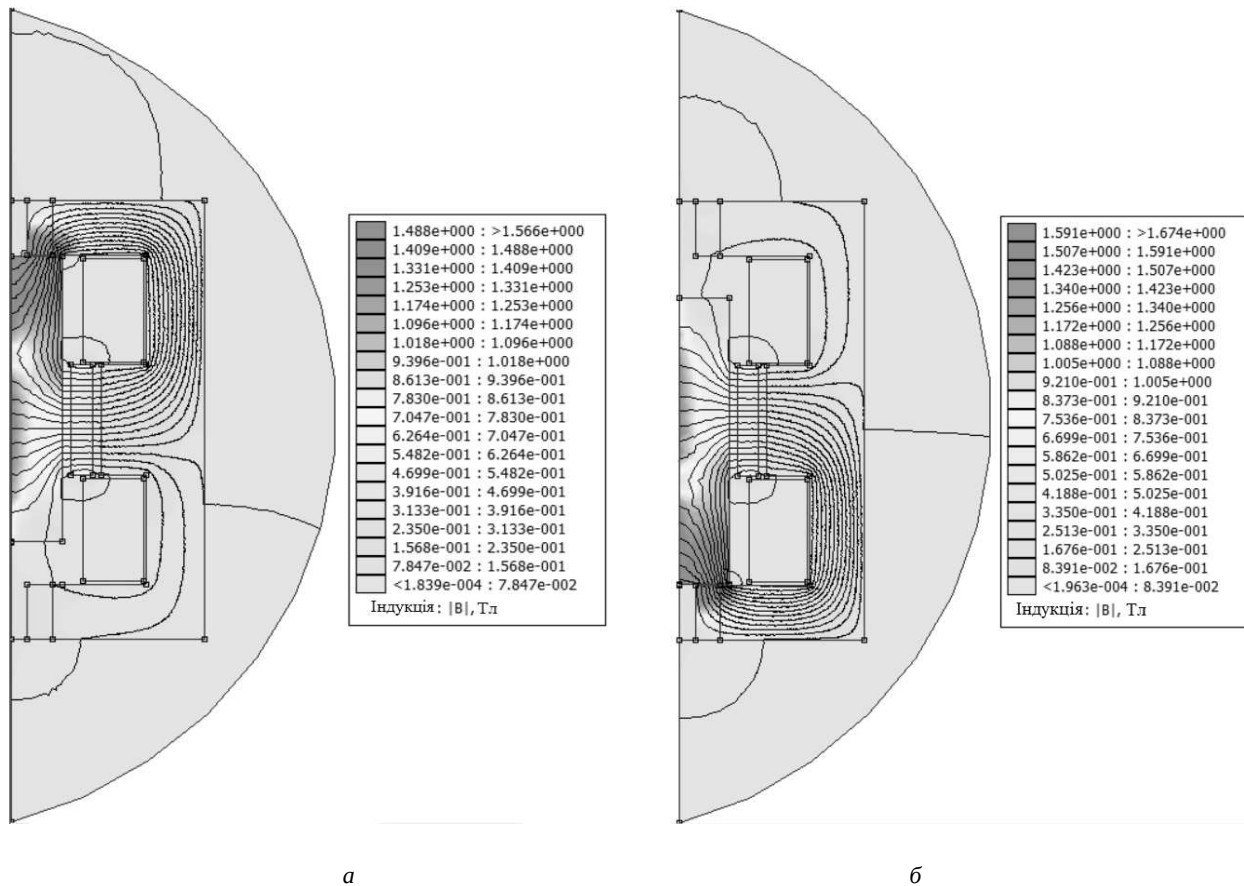 1.488e+000 : >1.566e+000
1.409e+000 : 1.488e+000
1.331e+000 : 1.409e+000
1.253e+000 : 1.331e+000
1.174e+000 : 1.253e+000
1.096e+000 : 1.174e+000
1.018e+000 : 1.096e+000
9.396e-001 : 1.018e+000
8.613e-001 : 9.396e-001
7.830e-001 : 8.613e-001
7.047e-001 : 7.830e-001
6.264e-001 : 7.047e-001
5.482e-001 : 6.264e-001
4.699e-001 : 5.482e-001
3.916e-001 : 4.699e-001
3.133e-001 : 3.916e-001
2.350e-001 : 3.133e-001
1.568e-001 : 2.350e-001
7.847e-002 : 1.568e-001
<1.839e-004 : 7.847e-002
Індукція: |B|, Тл
1.591e+000 : >1.674e+000
1.507e+000 : 1.591e+000
1.423e+000 : 1.507e+000
1.340e+000 : 1.423e+000
1.256e+000 : 1.340e+000
1.172e+000 : 1.256e+000
1.088e+000 : 1.172e+000
1.005e+000 : 1.088e+000
9.210e-001 : 1.005e+000
8.373e-001 : 9.210e-001
7.536e-001 : 8.373e-001
6.699e-001 : 7.536e-001
5.862e-001 : 6.699e-001
5.025e-001 : 5.862e-001
4.188e-001 : 5.025e-001
3.350e-001 : 4.188e-001
2.513e-001 : 3.350e-001
1.676e-001 : 2.513e-001
8.391e-002 : 1.676e-001
<1.963e-004 : 8.391e-002
Індукція: |B|, Тл
а
б